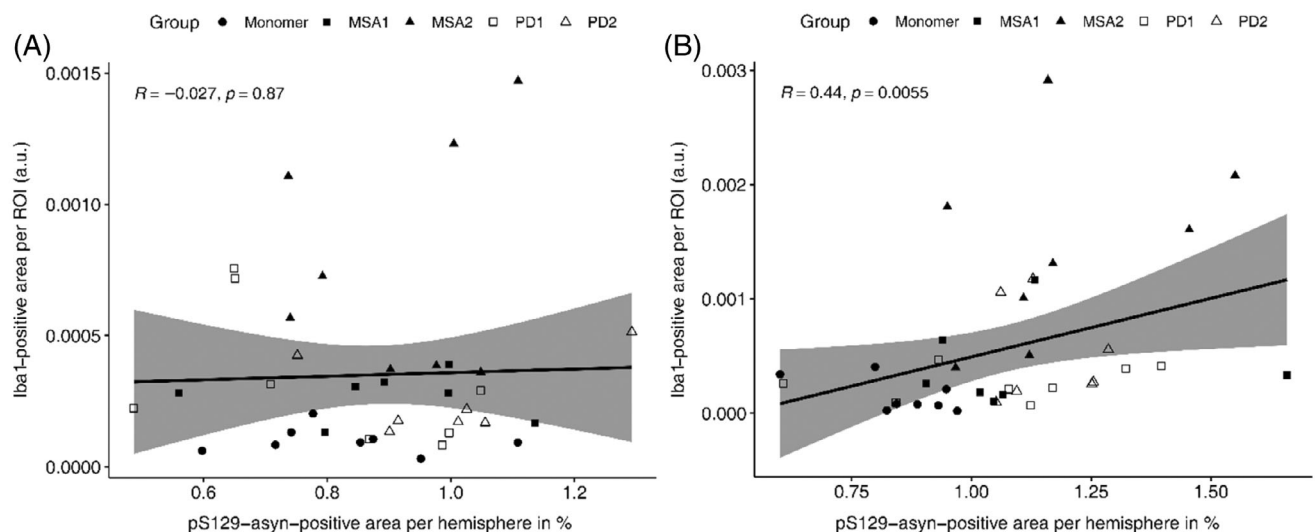 Group Monomer MSA1 MSA2 PD1 PD2
(A)
0.0015
0.0010
0.0005
0.0000
Iba1-positive area per ROI (a.u.)
R = −0.027, p = 0.87
0.6 0.8 1.0 1.2
pS129−asyn−positive area per hemisphere in %
Group Monomer MSA1 MSA2 PD1 PD2
(B)
0.003
0.002
0.001
0.000
Iba1-positive area per ROI (a.u.)
R = 0.44, p = 0.0055
0.75 1.00 1.25 1.50
pS129−asyn−positive area per hemisphere in %